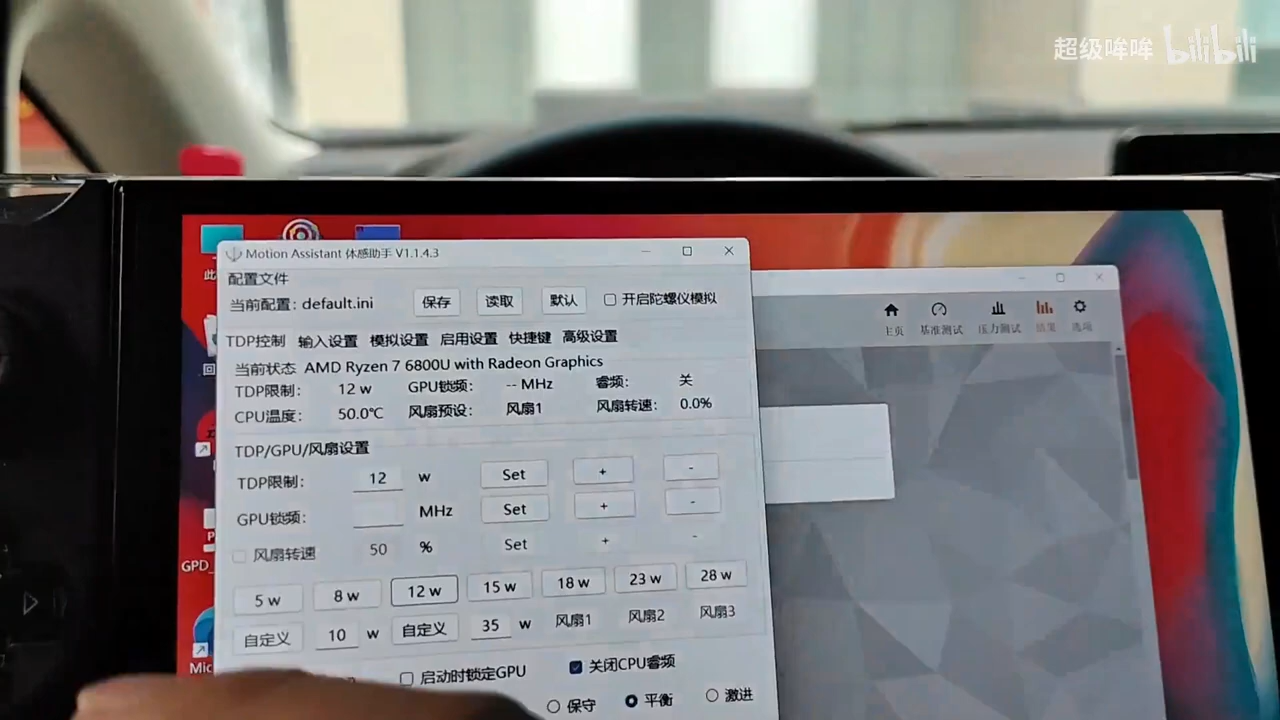 超级哞哞 bilibili
Motion Assistant 体感助手 V1.1.4.3
配置文件
当前配置: default.ini 保存 读取 默认 开启陀螺仪模拟
主页 基准测试 压力测试 结果 选项
TDP控制 输入设置 模拟设置 启用设置 快捷键 高级设置
当前状态 AMD Ryzen 7 6800U with Radeon Graphics
TDP限制: 12 w GPU锁频: -- MHz 睿频: 关
CPU温度: 50.0℃ 风扇预设: 风扇1 风扇转速: 0.0%
TDP/GPU/风扇设置
TDP限制: 12 w Set + -
GPU锁频: MHz Set + -
风扇转速 50 % Set + -
GPD_
5 w 8 w 12 w 15 w 18 w 23 w 28 w
自定义 10 w 自定义 35 w 风扇1 风扇2 风扇3
Mic
启动时锁定GPU 关闭CPU睿频
保守 平衡 激进